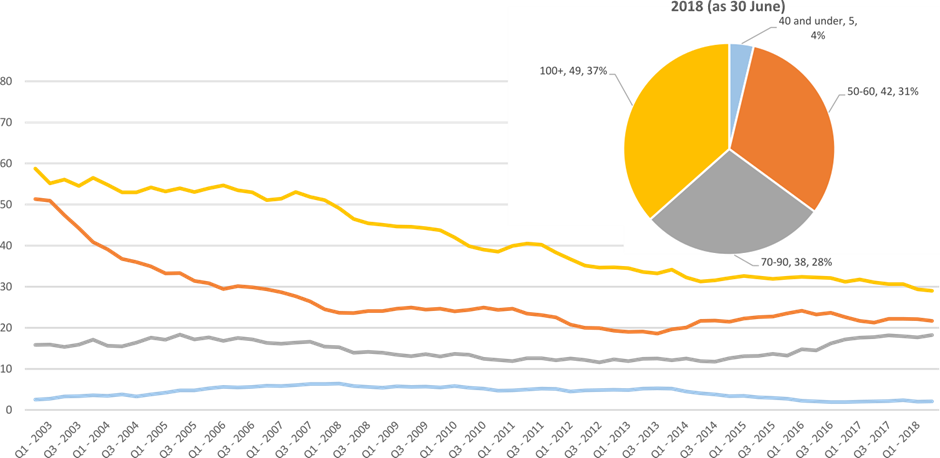 2018 (as 30 June)
40 and under, 5,
4%
100+, 49, 37%
50-60, 42, 31%
70-90, 38, 28%
80
70
60
50
40
30
20
10
0
Q1 - 2003
Q3 - 2003
Q1 - 2004
Q3 - 2004
Q1 - 2005
Q3 - 2005
Q1 - 2006
Q3 - 2006
Q1 - 2007
Q3 - 2007
Q1 - 2008
Q3 - 2008
Q1 - 2009
Q3 - 2009
Q1 - 2010
Q3 - 2010
Q1 - 2011
Q3 - 2011
Q1 - 2012
Q3 - 2012
Q1 - 2013
Q3 - 2013
Q1 - 2014
Q3 - 2014
Q1 - 2015
Q3 - 2015
Q1 - 2016
Q3 - 2016
Q1 - 2017
Q3 - 2017
Q1 - 2018